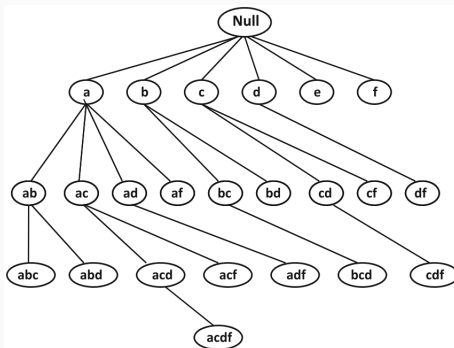 Null
a b c d e f
ab ac ad af bc bd cd cf df
abc abd acd acf adf bcd cdf
acdf